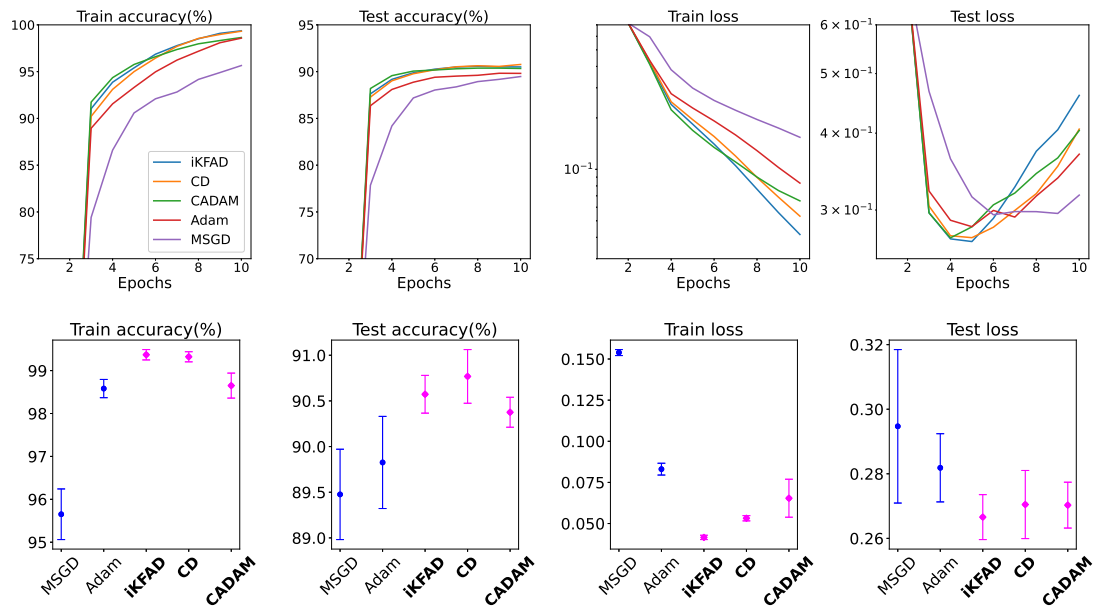 Train accuracy(%)
100
95
90
85
80
75
2 4 6 8 10
Epochs
iKFAD
CD
CADAM
Adam
MSGD
Test accuracy(%)
95
90
85
80
75
70
2 4 6 8 10
Epochs
Train loss
10⁻¹
2 4 6 8 10
Epochs
Test loss
6 × 10⁻¹
5 × 10⁻¹
4 × 10⁻¹
3 × 10⁻¹
2 4 6 8 10
Epochs
Train accuracy(%)
99
98
97
96
95
MSGD Adam iKFAD CD CADAM
Test accuracy(%)
91.0
90.5
90.0
89.5
89.0
MSGD Adam iKFAD CD CADAM
Train loss
0.150
0.125
0.100
0.075
0.050
MSGD Adam iKFAD CD CADAM
Test loss
0.32
0.30
0.28
0.26
MSGD Adam iKFAD CD CADAM